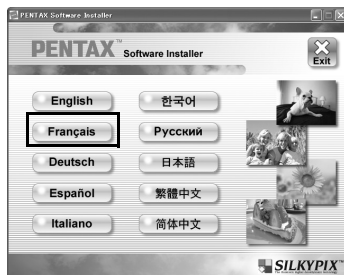 PENTAX Software Installer
PENTAX™ Software Installer
Exit
English
한국어
Français
Русский
Deutsch
日本語
Español
繁體中文
Italiano
简体中文
SILKYPIX